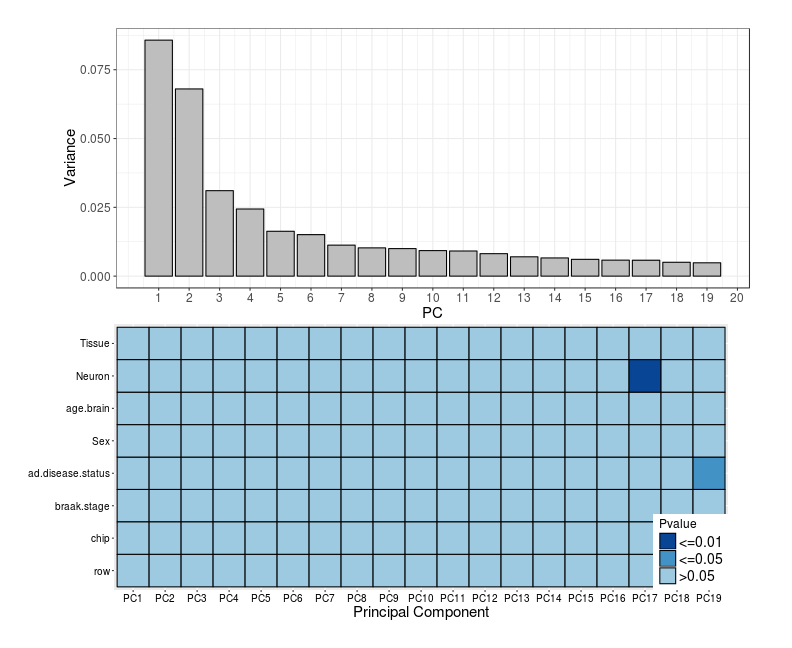 0.075
0.050
0.025
0.000
Variance
1 2 3 4 5 6 7 8 9 10 11 12 13 14 15 16 17 18 19 20
PC
Tissue
Neuron
age.brain
Sex
ad.disease.status
braak.stage
chip
row
Pvalue
<=0.01
<=0.05
>0.05
PC1 PC2 PC3 PC4 PC5 PC6 PC7 PC8 PC9 PC10 PC11 PC12 PC13 PC14 PC15 PC16 PC17 PC18 PC19
Principal Component